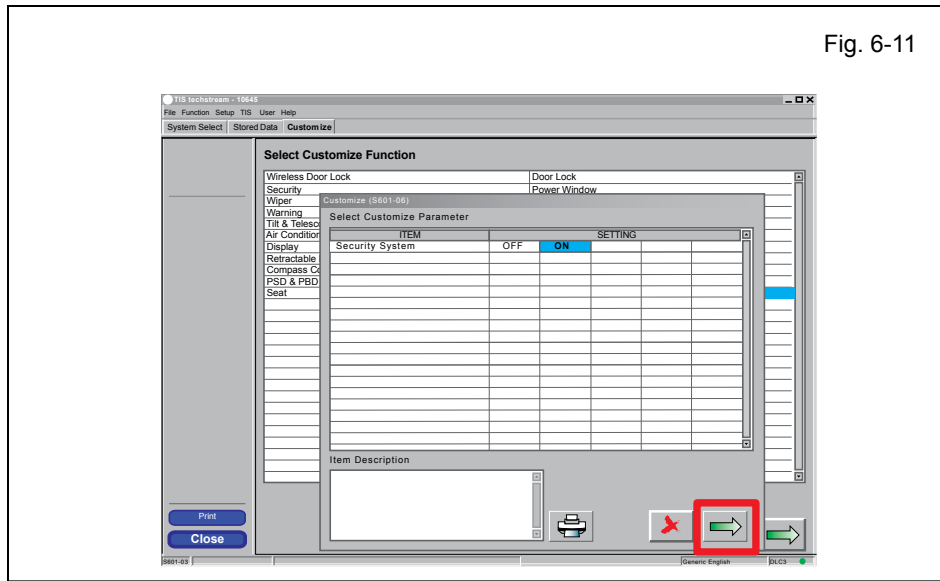 Fig. 6-11
TIS techstream - 10645
File Function Setup TIS User Help
System Select Stored Data Customize
Select Customize Function
Wireless Door Lock Door Lock
Security Power Window
Wiper
Warning
Tilt & Telesco
Air Condition
Display
Retractable
Compass Co
PSD & PBD
Seat
Customize (S601-06)
Select Customize Parameter
ITEM SETTING
Security System OFF ON
Item Description
Print
Close
S601-03 Generic English DLC3